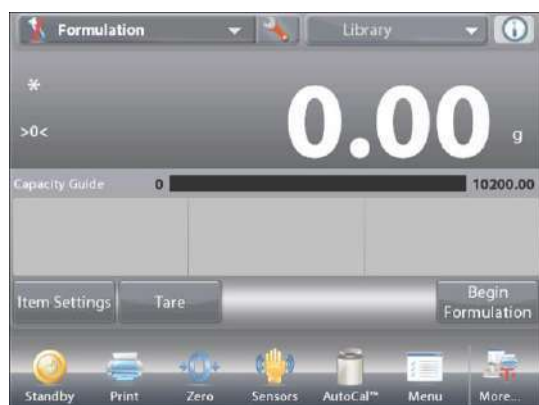 Formulation
Library
*
>0<
0.00 g
Capacity Guide 0 10200.00
Item Settings
Tare
Begin
Formulation
Standby
Print
Zero
Sensors
AutoCal™
Menu
More...